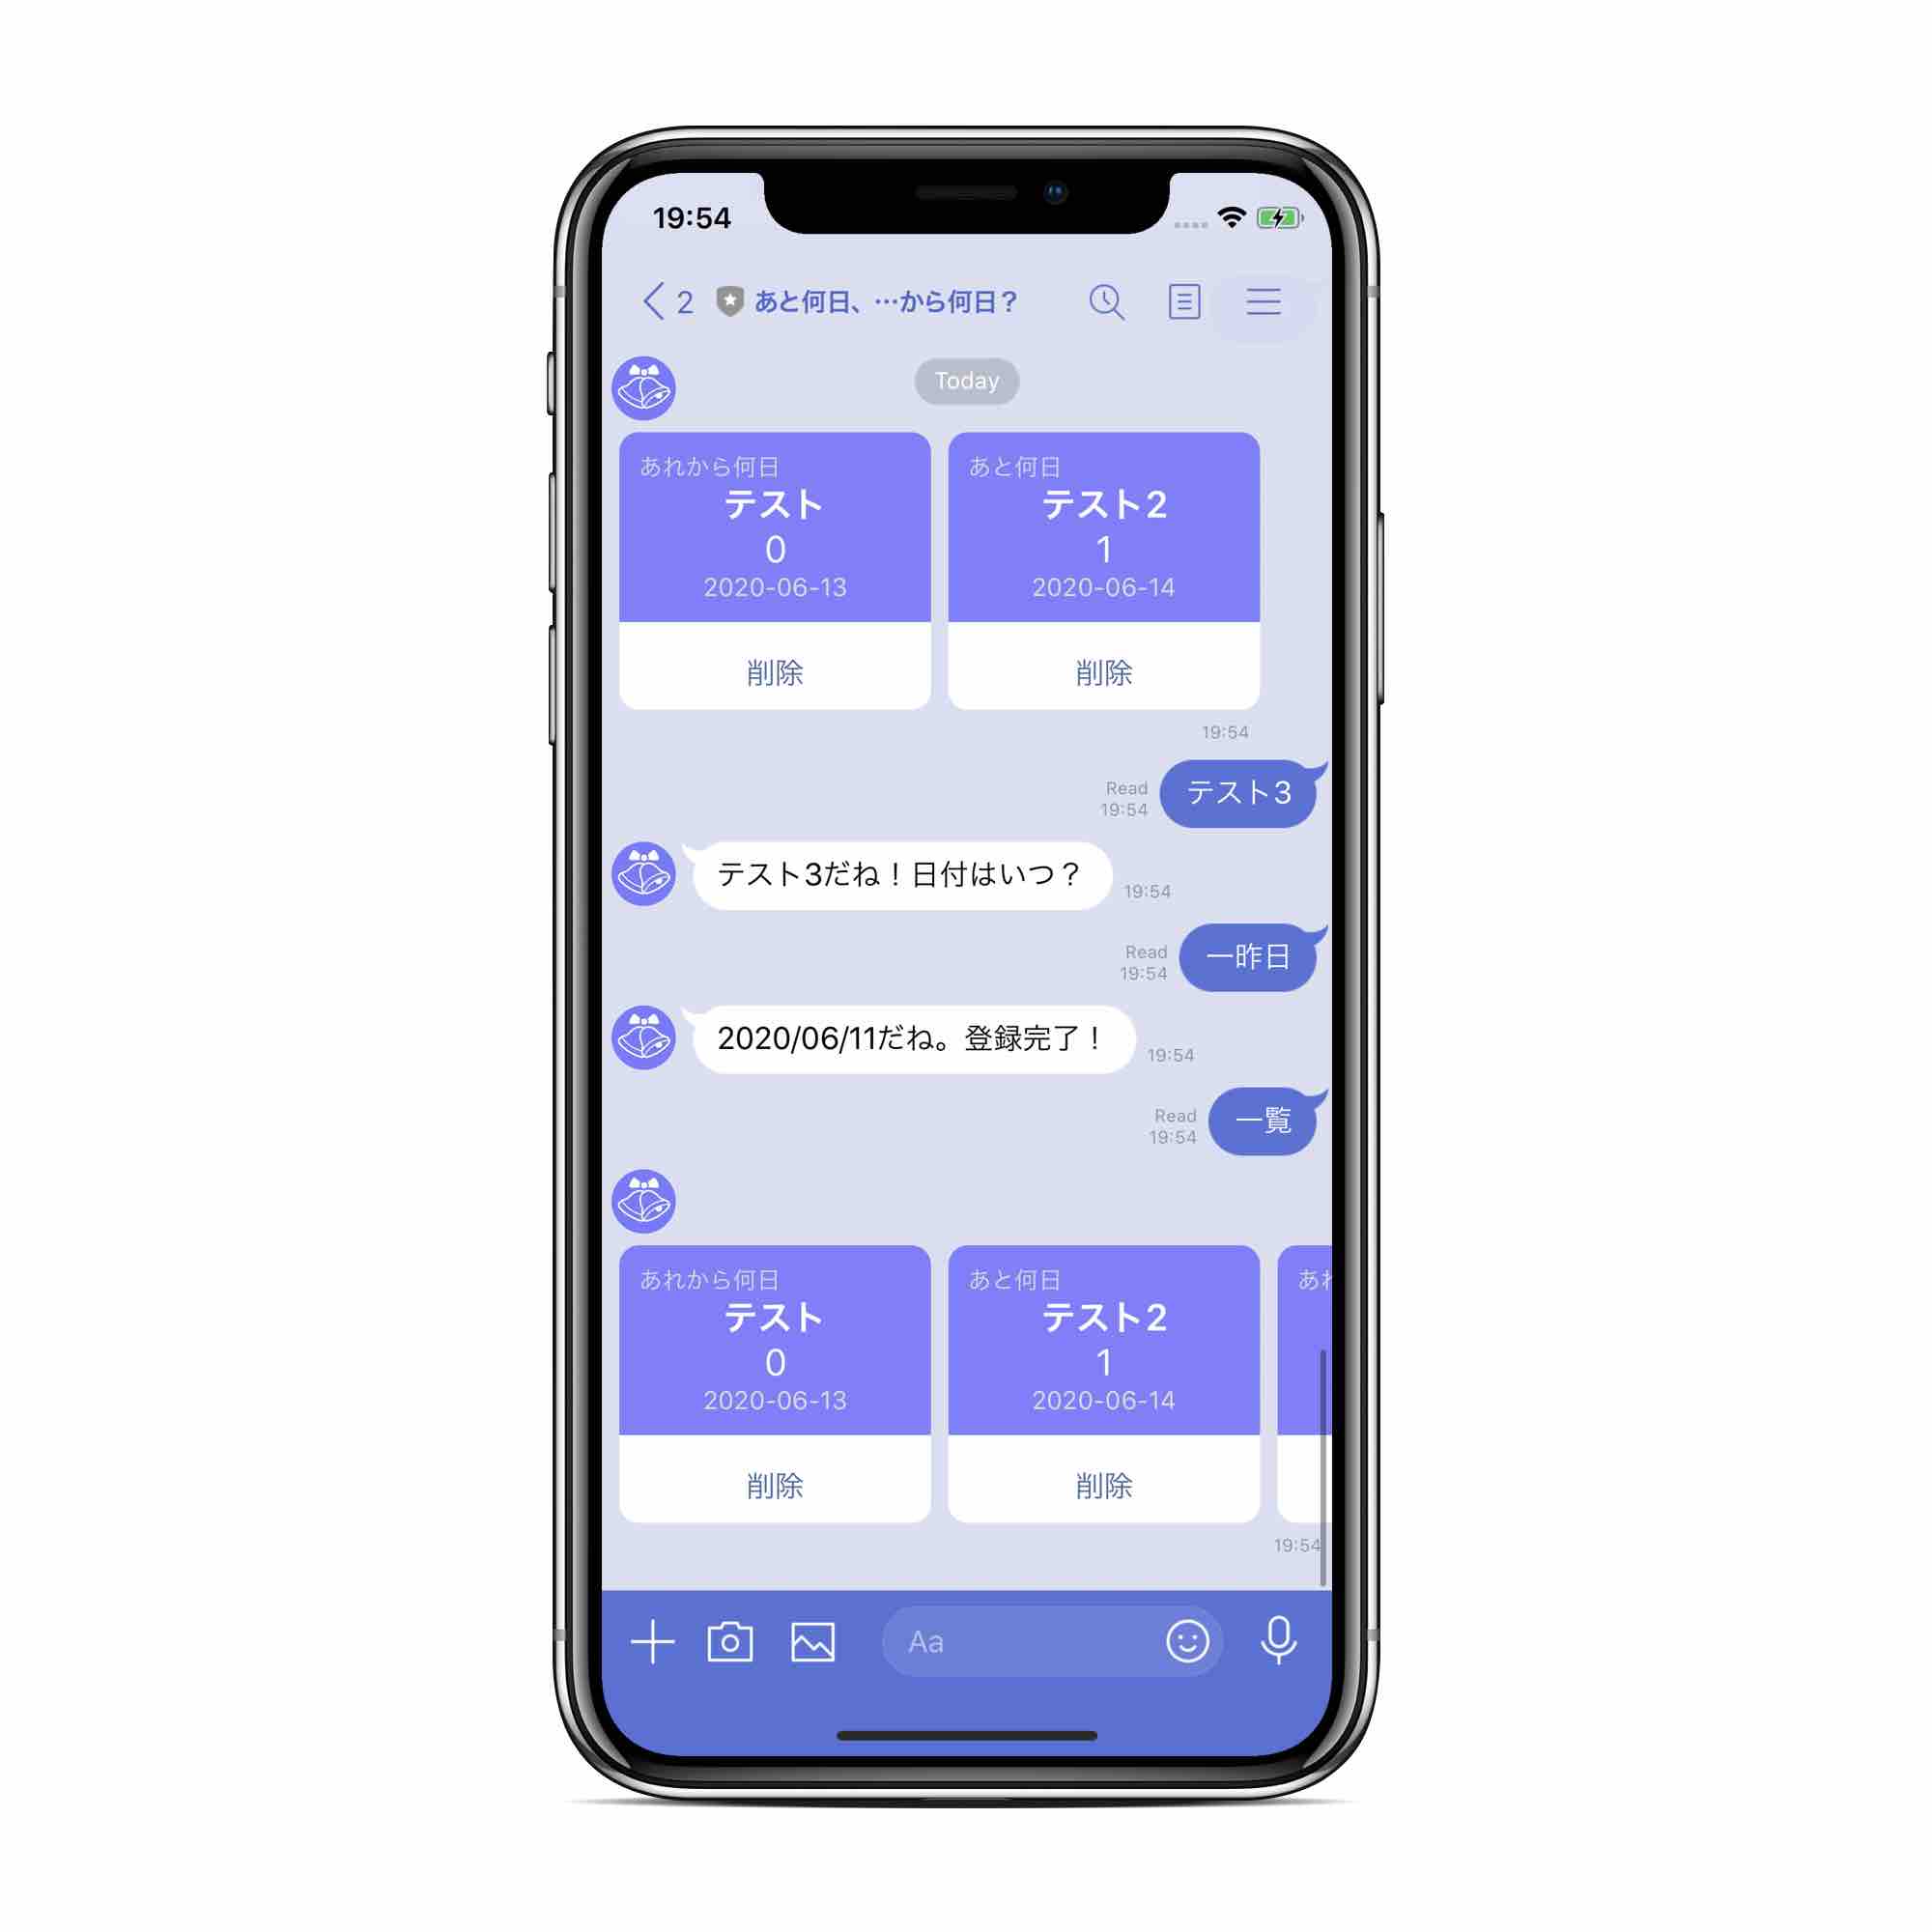 19:54
2
あと何日、…から何日？
Today
あれから何日
テスト
0
2020-06-13
削除
あと何日
テスト2
1
2020-06-14
削除
19:54
テスト3
Read
19:54
テスト3だね！日付はいつ？
19:54
一昨日
Read
19:54
2020/06/11だね。登録完了！
19:54
一覧
Read
19:54
あれから何日
テスト
0
2020-06-13
削除
あと何日
テスト2
1
2020-06-14
削除
あれ
19:54
Aa